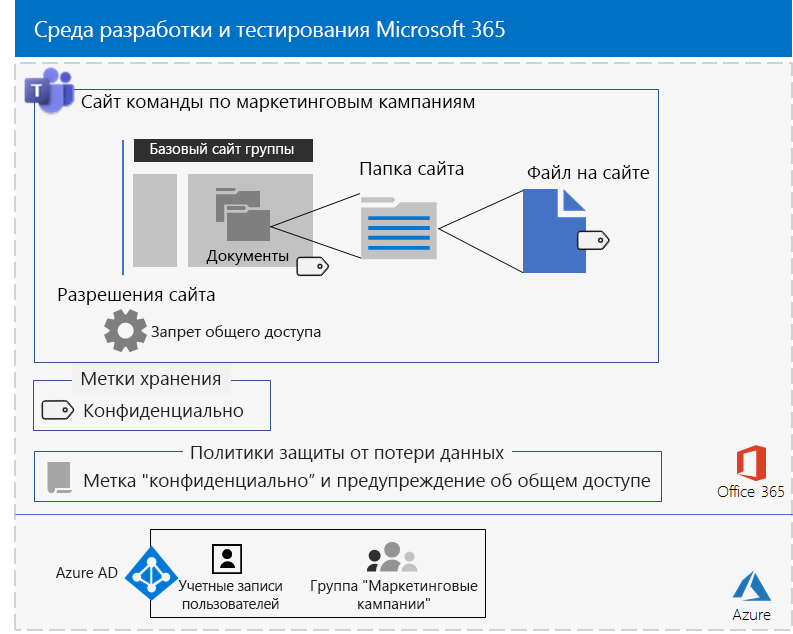 Среда разработки и тестирования Microsoft 365
T
Сайт команды по маркетинговым кампаниям
Базовый сайт группы
Папка сайта
Файл на сайте
Документы
Разрешения сайта
Запрет общего доступа
Метки хранения
Конфиденциально
Политики защиты от потери данных
Метка "конфиденциально” и предупреждение об общем доступе
Office 365
Azure AD
Учетные записи
пользователей
Группа "Маркетинговые
кампании"
Azure